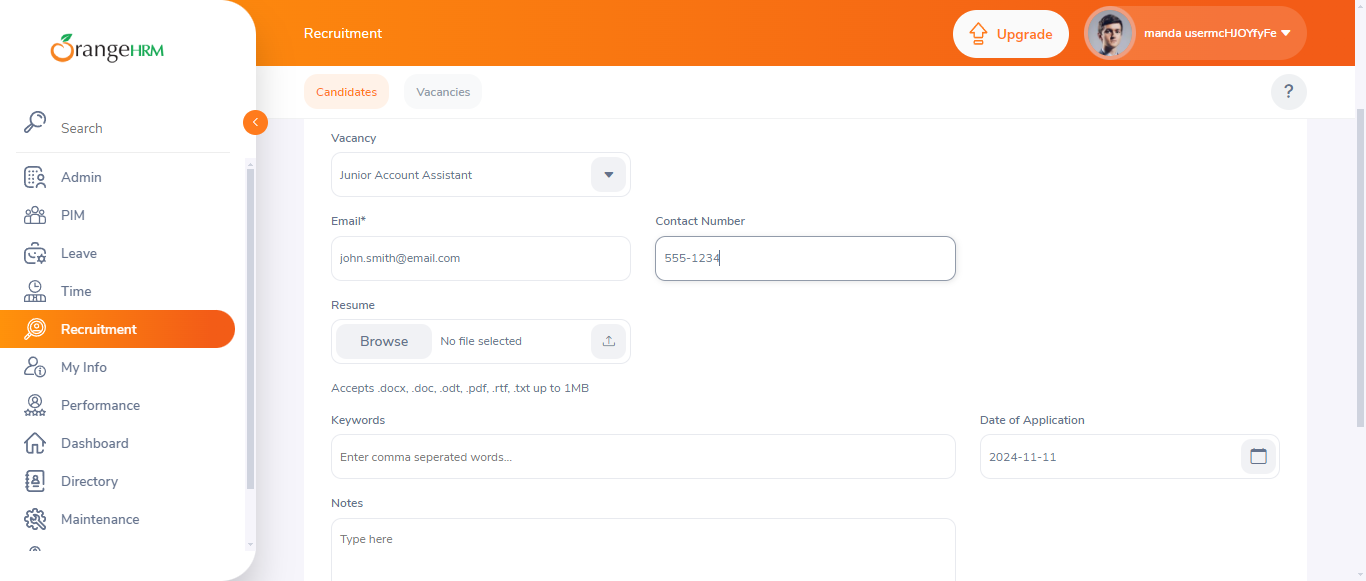 OrangeHRM
Recruitment
Upgrade
manda usermcHJOYfyFe
Candidates
Vacancies
?
Search
Admin
PIM
Leave
Time
Recruitment
My Info
Performance
Dashboard
Directory
Maintenance
Vacancy
Junior Account Assistant
Email*
Contact Number
john.smith@email.com
555-1234
Resume
Browse
No file selected
Accepts .docx, .doc, .odt, .pdf, .rtf, .txt up to 1MB
Keywords
Date of Application
Enter comma seperated words...
2024-11-11
Notes
Type here